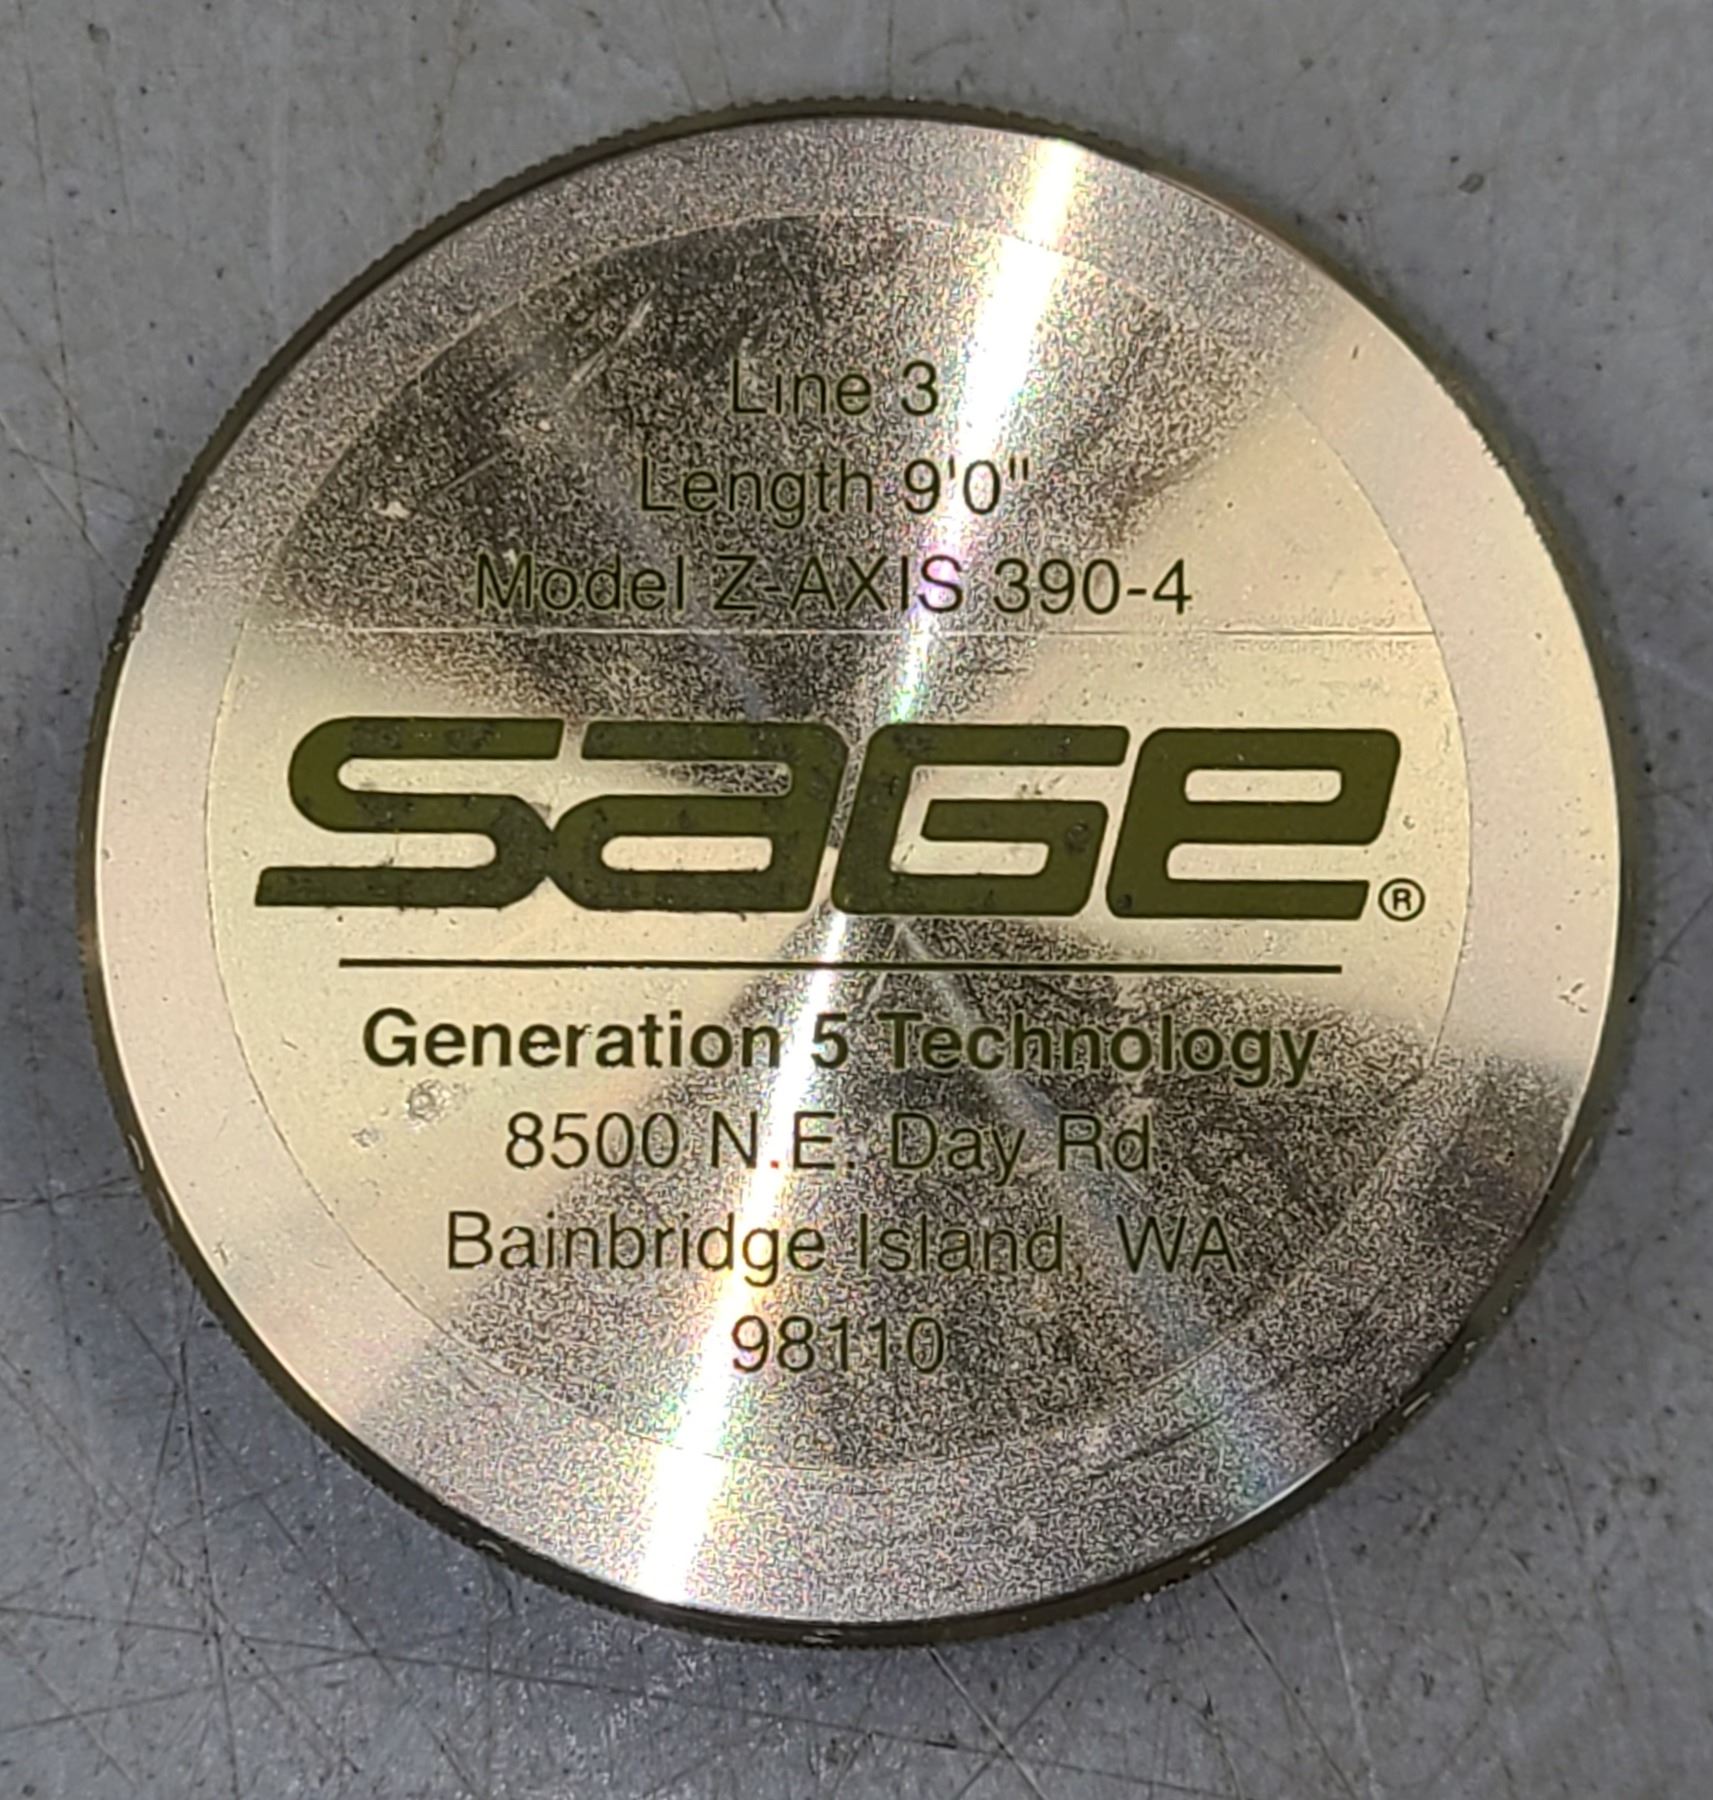 Line 3
Length 9'0"
Model Z-AXIS 390-4
SAGE®
Generation 5 Technology
8500 N.E. Day Rd.
Bainbridge Island, WA
98110